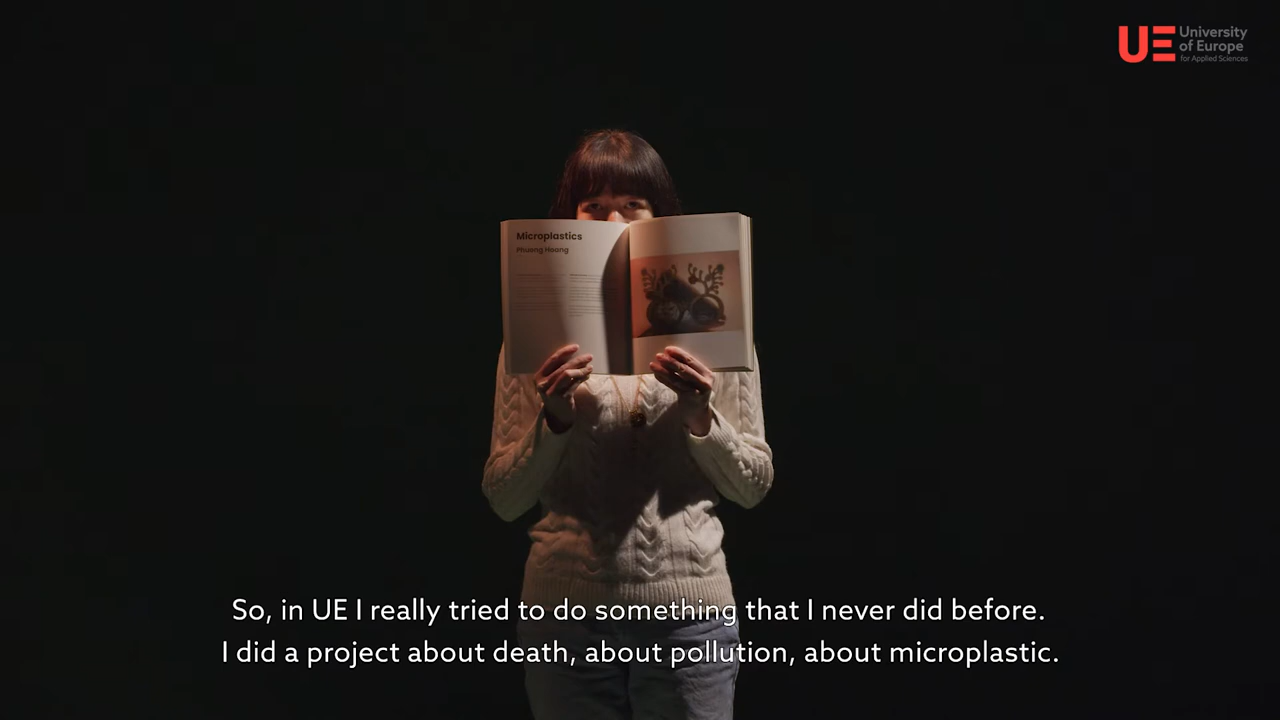 UE University
of Europe
for Applied Sciences
Microplastics
Phuong Hoang
So, in UE I really tried to do something that I never did before.
I did a project about death, about pollution, about microplastic.